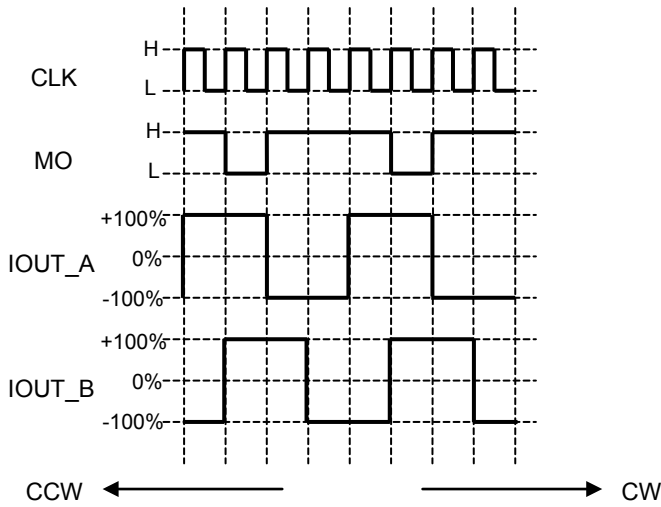 H
CLK
L
H
MO
L
+100%
IOUT_A
0%
-100%
+100%
IOUT_B
0%
-100%
CCW CW